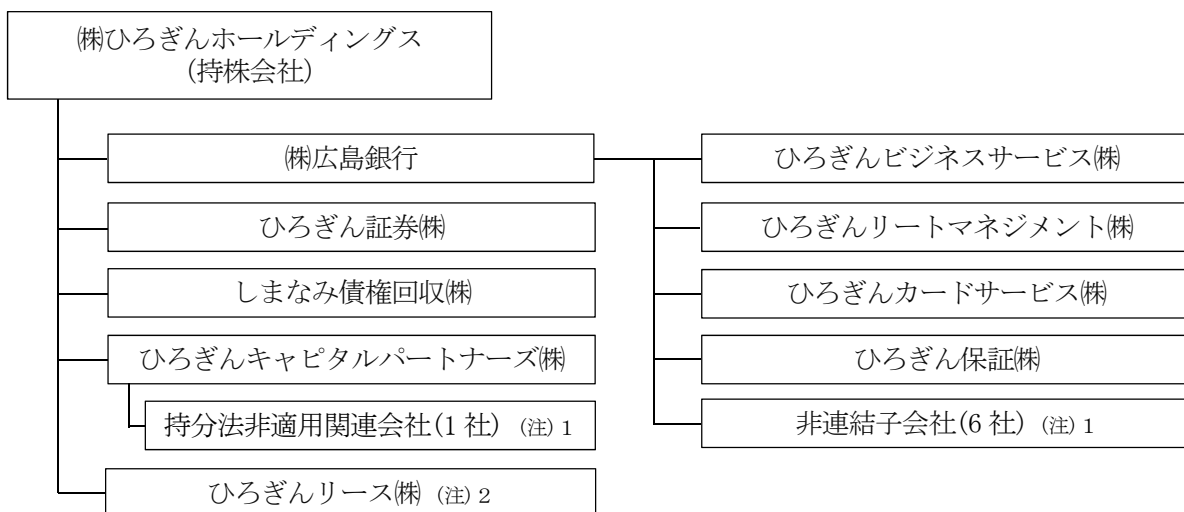 ㈱ひろぎんホールディングス
(持株会社)
㈱広島銀行
ひろぎん証券㈱
しまなみ債権回収㈱
ひろぎんキャピタルパートナーズ㈱
持分法非適用関連会社(1 社) (注) 1
ひろぎんリース㈱ (注) 2
ひろぎんビジネスサービス㈱
ひろぎんリートマネジメント㈱
ひろぎんカードサービス㈱
ひろぎん保証㈱
非連結子会社(6 社) (注) 1